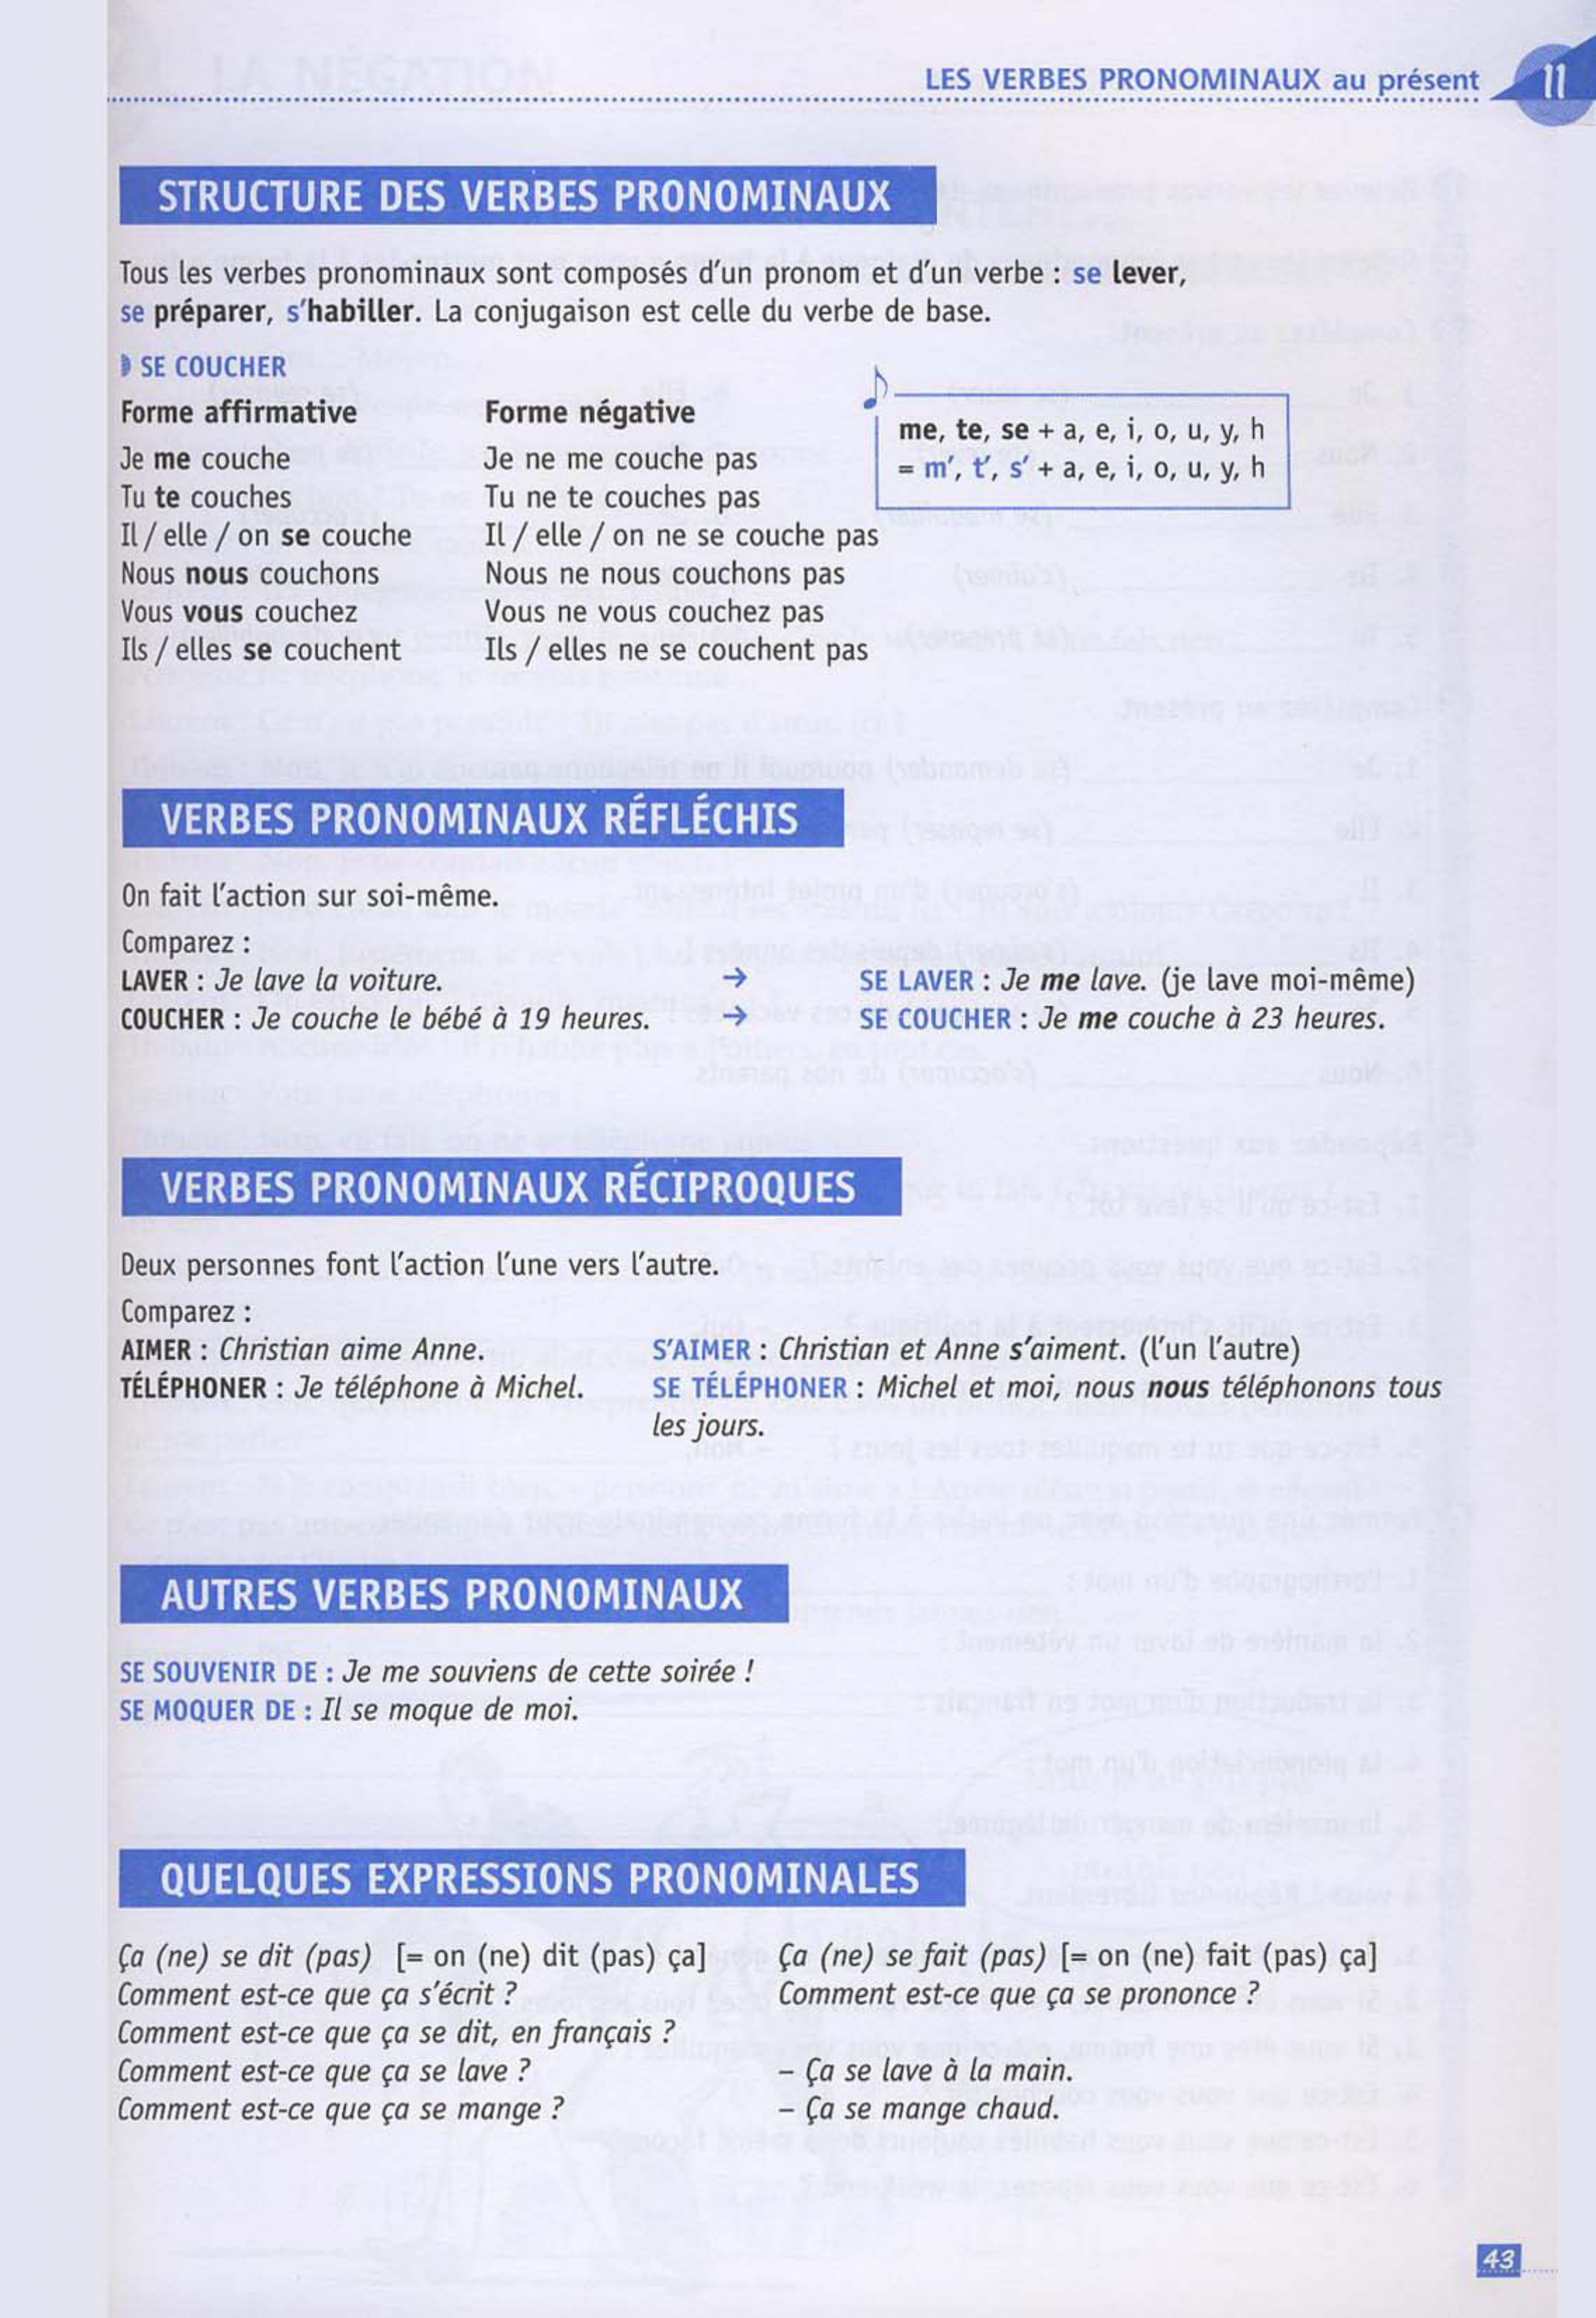 LES VERBES PRONOMINAUX au présent 11
STRUCTURE DES VERBES PRONOMINAUX
Tous les verbes pronominaux sont composés d'un pronom et d'un verbe : se lever,
se préparer, s'habiller. La conjugaison est celle du verbe de base.
SE COUCHER
Forme affirmative Forme négative
Je me couche Je ne me couche pas
Tu te couches Tu ne te couches pas
Il / elle / on se couche Il / elle / on ne se couche pas
Nous nous couchons Nous ne nous couchons pas
Vous vous couchez Vous ne vous couchez pas
Ils / elles se couchent Ils / elles ne se couchent pas
me, te, se + a, e, i, o, u, y, h
= m', t', s' + a, e, i, o, u, y, h
VERBES PRONOMINAUX RÉFLÉCHIS
On fait l'action sur soi-même.
Comparez :
LAVER : Je lave la voiture. → SE LAVER : Je me lave. (je lave moi-même)
COUCHER : Je couche le bébé à 19 heures. → SE COUCHER : Je me couche à 23 heures.
VERBES PRONOMINAUX RÉCIPROQUES
Deux personnes font l'action l'une vers l'autre.
Comparez :
AIMER : Christian aime Anne. S'AIMER : Christian et Anne s'aiment. (l'un l'autre)
TÉLÉPHONER : Je téléphone à Michel. SE TÉLÉPHONER : Michel et moi, nous nous téléphonons tous
les jours.
AUTRES VERBES PRONOMINAUX
SE SOUVENIR DE : Je me souviens de cette soirée !
SE MOQUER DE : Il se moque de moi.
QUELQUES EXPRESSIONS PRONOMINALES
Ça (ne) se dit (pas) [= on (ne) dit (pas) ça] Ça (ne) se fait (pas) [= on (ne) fait (pas) ça]
Comment est-ce que ça s'écrit ? Comment est-ce que ça se prononce ?
Comment est-ce que ça se dit, en français ?
Comment est-ce que ça se lave ? – Ça se lave à la main.
Comment est-ce que ça se mange ? – Ça se mange chaud.
43